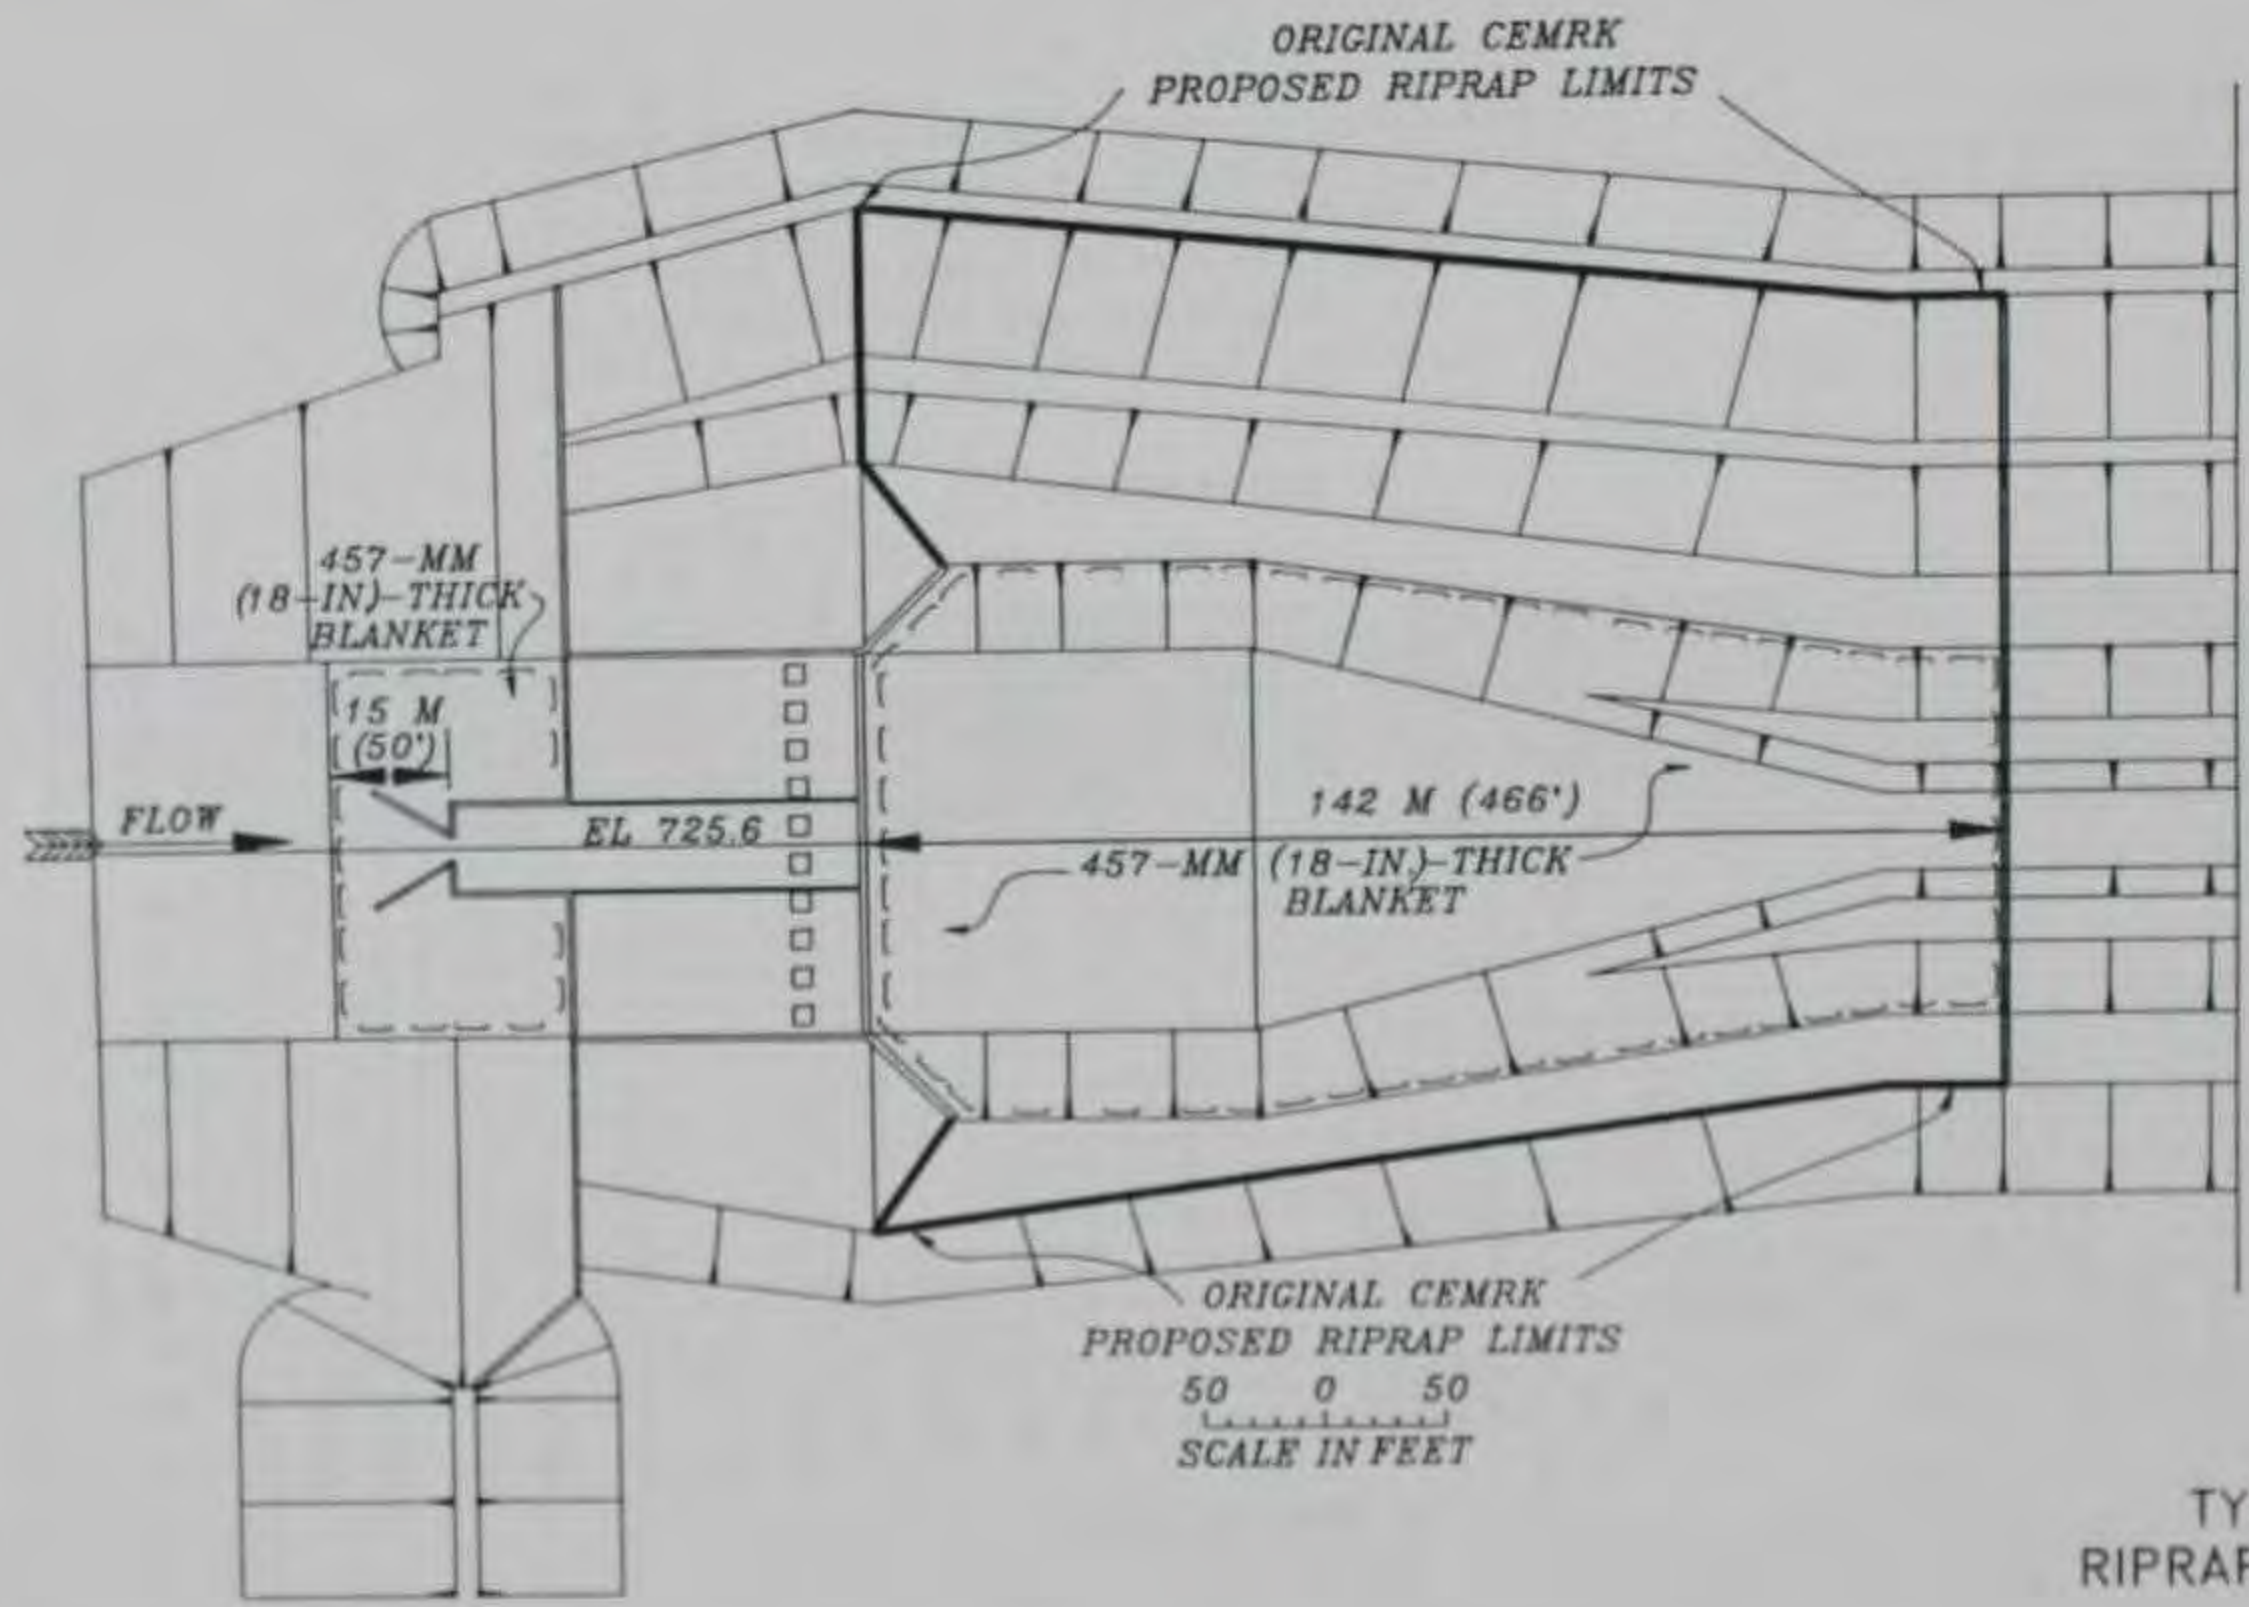 ORIGINAL CEMRK
PROPOSED RIPRAP LIMITS
457-MM
(18-IN)-THICK
BLANKET
15 M
(50')
FLOW
EL 725.6
142 M (466')
457-MM (18-IN.)-THICK
BLANKET
ORIGINAL CEMRK
PROPOSED RIPRAP LIMITS
50 0 50
SCALE IN FEET
TY
RIPRAP